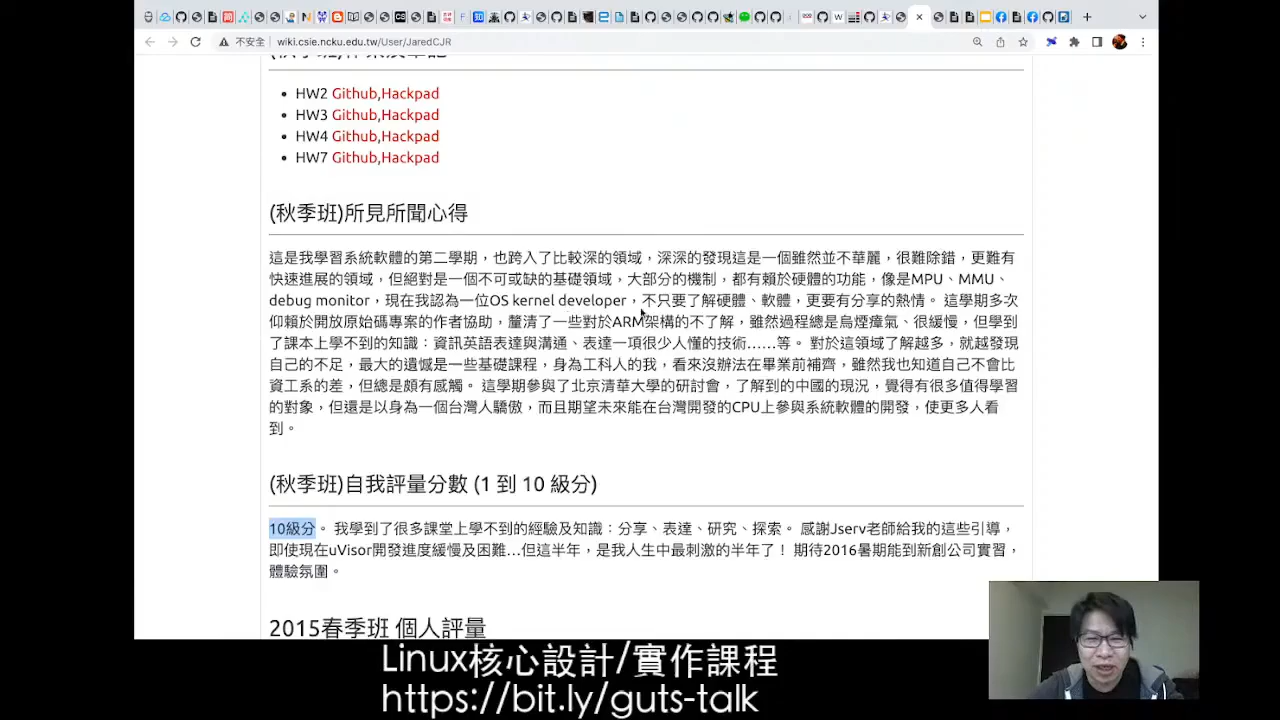 不安全
wiki.csie.ncku.edu.tw/User/JaredCJR
HW2 Github,Hackpad
HW3 Github,Hackpad
HW4 Github,Hackpad
HW7 Github,Hackpad
(秋季班)所見所聞心得
這是我學習系統軟體的第二學期，也跨入了比較深的領域，深深的發現這是一個雖然並不華麗，很難除錯，更難有
快速進展的領域，但絕對是一個不可或缺的基礎領域，大部分的機制，都有賴於硬體的功能，像是MPU、MMU、
debug monitor，現在我認為一位OS kernel developer，不只要了解硬體、軟體，更要有分享的熱情。 這學期多次
仰賴於開放原始碼專案的作者協助，釐清了一些對於ARM架構的不了解，雖然過程總是烏煙瘴氣、很緩慢，但學到
了課本上學不到的知識：資訊英語表達與溝通、表達一項很少人懂的技術......等。 對於這領域了解越多，就越發現
自己的不足，最大的遺憾是一些基礎課程，身為工科人的我，看來沒辦法在畢業前補齊，雖然我也知道自己不會比
資工系的差，但總是頗有感觸。 這學期參與了北京清華大學的研討會，了解到的中國的現況，覺得有很多值得學習
的對象，但還是以身為一個台灣人驕傲，而且期望未來能在台灣開發的CPU上參與系統軟體的開發，使更多人看
到。
(秋季班)自我評量分數 (1 到 10 級分)
10級分。 我學到了很多課堂上學不到的經驗及知識：分享、表達、研究、探索。 感謝Jserv老師給我的這些引導，
即使現在uVisor開發進度緩慢及困難...但這半年，是我人生中最刺激的半年了！ 期待2016暑期能到新創公司實習，
體驗氛圍。
2015春季班 個人評量
Linux核心設計/實作課程
https://bit.ly/guts-talk